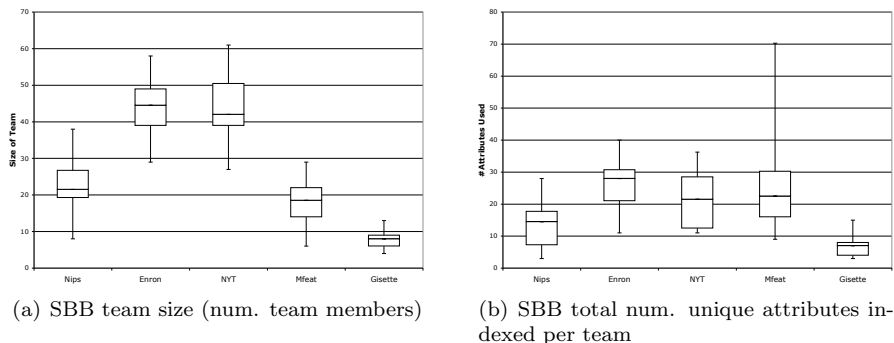 70
60
50
40
30
20
10
0
Size of Team
Nips Enron NYT Mfeat Gisette
(a) SBB team size (num. team members)
80
70
60
50
40
30
20
10
0
#Attributes Used
Nips Enron NYT Mfeat Gisette
(b) SBB total num. unique attributes in-
dexed per team